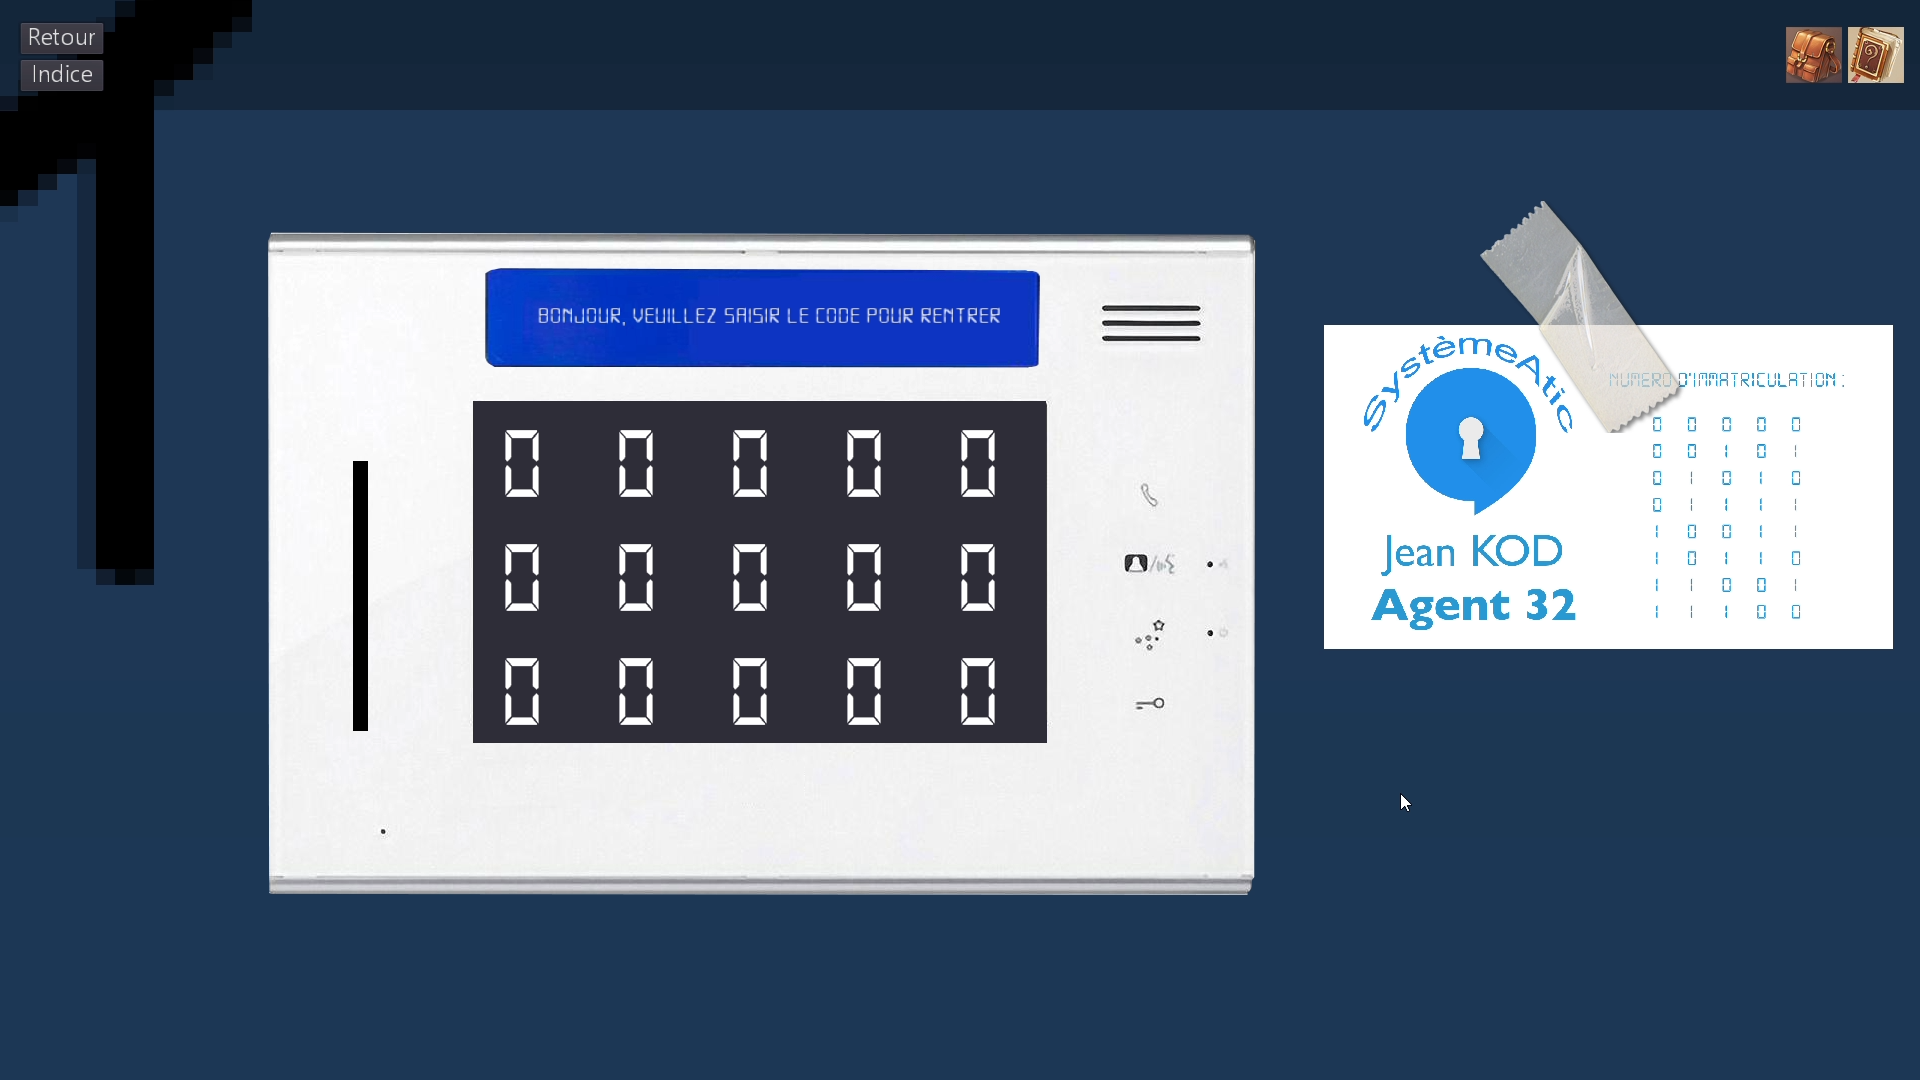 Retour
Indice
BONJOUR, VEUILLEZ SAISIR LE CODE POUR RENTRER
0 0 0 0 0
0 0 0 0 0
0 0 0 0 0
SystèmeAtic
Jean KOD
Agent 32
NUMERO D'IMMATRICULATION :
0 0 0 0 0
0 0 1 0 1
0 1 0 1 0
0 1 1 1 1
1 0 0 1 1
1 0 1 1 0
1 1 0 0 1
1 1 1 0 0